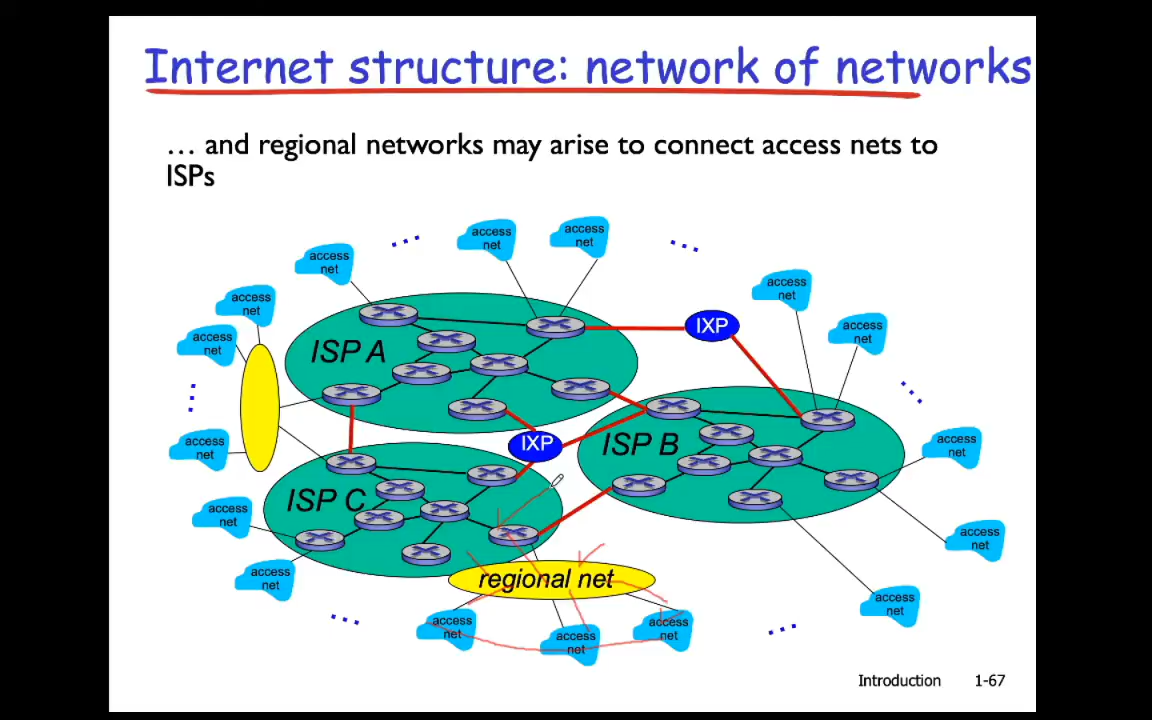 Internet structure: network of networks
… and regional networks may arise to connect access nets to
ISPs
access
net
access
net
access
net
access
net
access
net
access
net
access
net
IXP
access
net
ISP A
access
net
IXP
ISP B
access
net
ISP C
access
net
access
net
access
net
regional net
access
net
access
net
access
net
access
net
Introduction 1-67